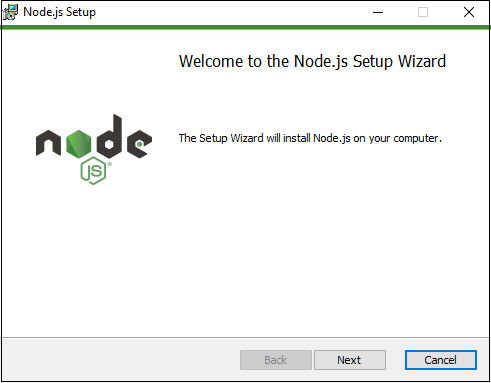 Node.js Setup
Welcome to the Node.js Setup Wizard
The Setup Wizard will install Node.js on your computer.
node
JS®
Back
Next
Cancel